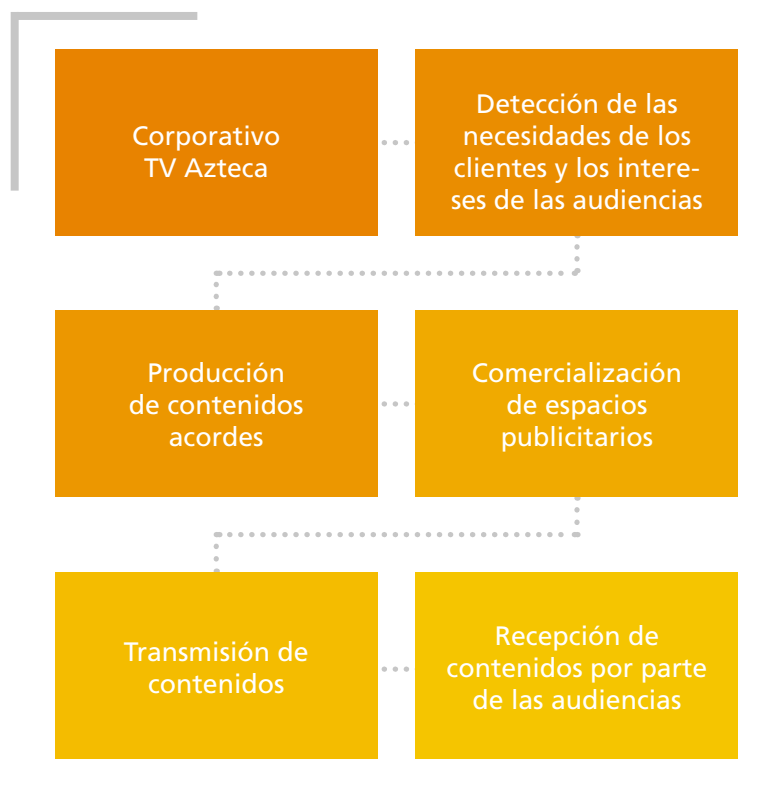 Corporativo
TV Azteca
Detección de las
necesidades de los
clientes y los intere-
ses de las audiencias
Producción
de contenidos
acordes
Comercialización
de espacios
publicitarios
Transmisión de
contenidos
Recepción de
contenidos por parte
de las audiencias